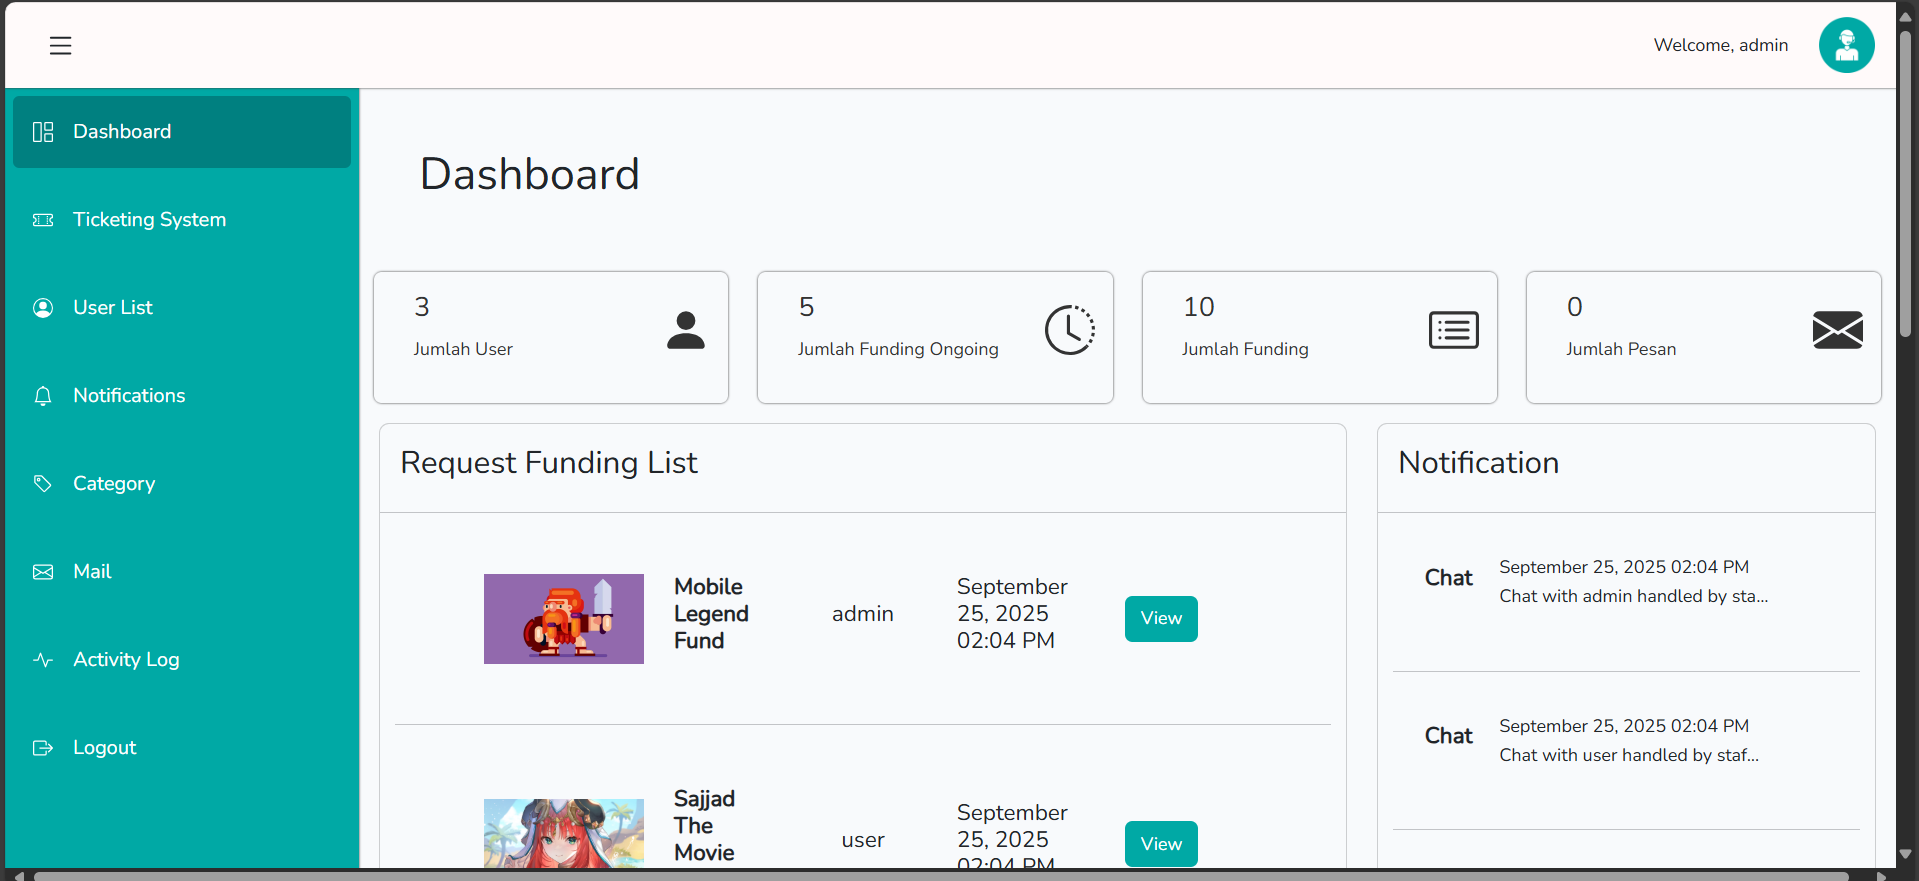 Welcome, admin
Dashboard
Ticketing System
User List
Notifications
Category
Mail
Activity Log
Logout
Dashboard
3
Jumlah User
5
Jumlah Funding Ongoing
10
Jumlah Funding
0
Jumlah Pesan
Request Funding List
Mobile
Legend
Fund
admin
September
25, 2025
02:04 PM
View
Sajjad
The
Movie
user
September
25, 2025
02:04 PM
View
Notification
Chat
September 25, 2025 02:04 PM
Chat with admin handled by sta...
Chat
September 25, 2025 02:04 PM
Chat with user handled by staf...